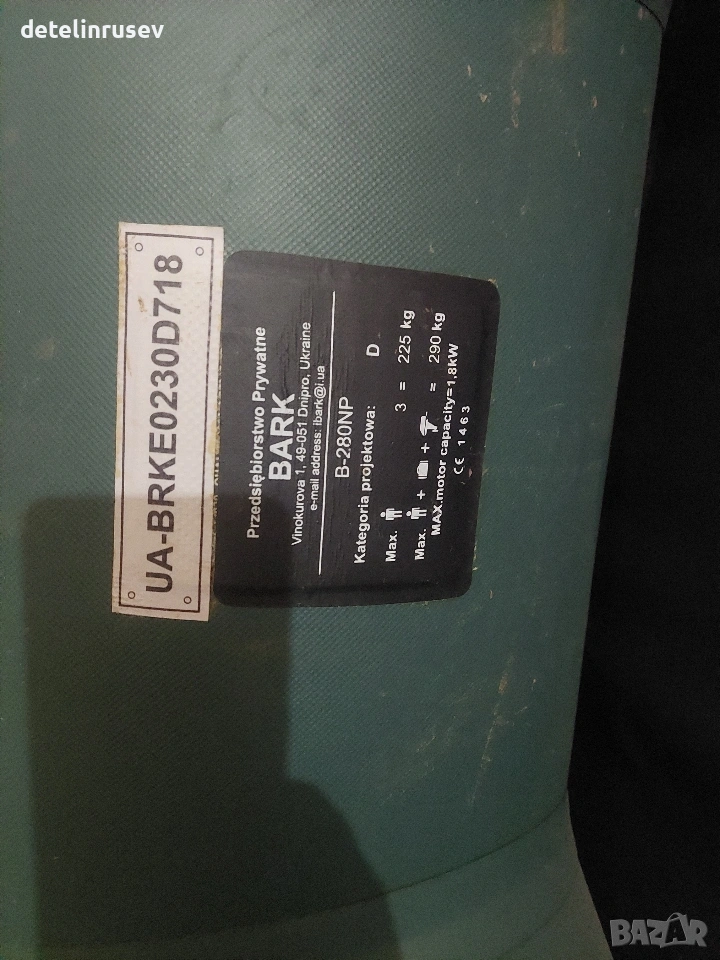 detelinrusev
UA-BRKE0230D718
Przedsiębiorstwo Prywatne
BARK
Vinokurova 1, 49-051 Dnipro, Ukraine
e-mail address: ibark@i.ua
B-280NP
Kategoria projektowa: D
Max. 3 = 225 kg
Max. + + = 290 kg
MAX.motor capacity=1,8kW
CE 1463
BAZAR